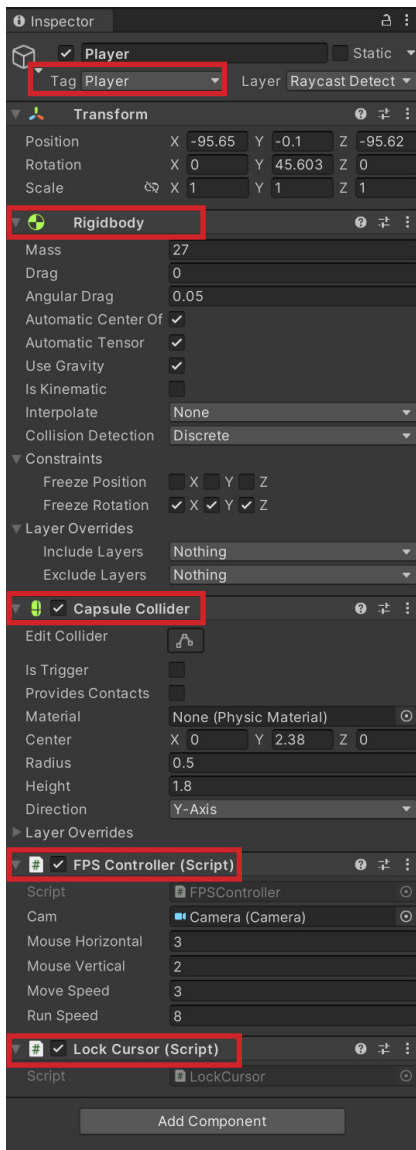 Inspector
Player Static
Tag Player Layer Raycast Detect
Transform
Position X -95.65 Y -0.1 Z -95.62
Rotation X 0 Y 45.603 Z 0
Scale X 1 Y 1 Z 1
Rigidbody
Mass 27
Drag 0
Angular Drag 0.05
Automatic Center Of
Automatic Tensor
Use Gravity
Is Kinematic
Interpolate None
Collision Detection Discrete
Constraints
Freeze Position X Y Z
Freeze Rotation X Y Z
Layer Overrides
Include Layers Nothing
Exclude Layers Nothing
Capsule Collider
Edit Collider
Is Trigger
Provides Contacts
Material None (Physic Material)
Center X 0 Y 2.38 Z 0
Radius 0.5
Height 1.8
Direction Y-Axis
Layer Overrides
# FPS Controller (Script)
Script # FPSController
Cam Camera (Camera)
Mouse Horizontal 3
Mouse Vertical 2
Move Speed 3
Run Speed 8
# Lock Cursor (Script)
Script # LockCursor
Add Component